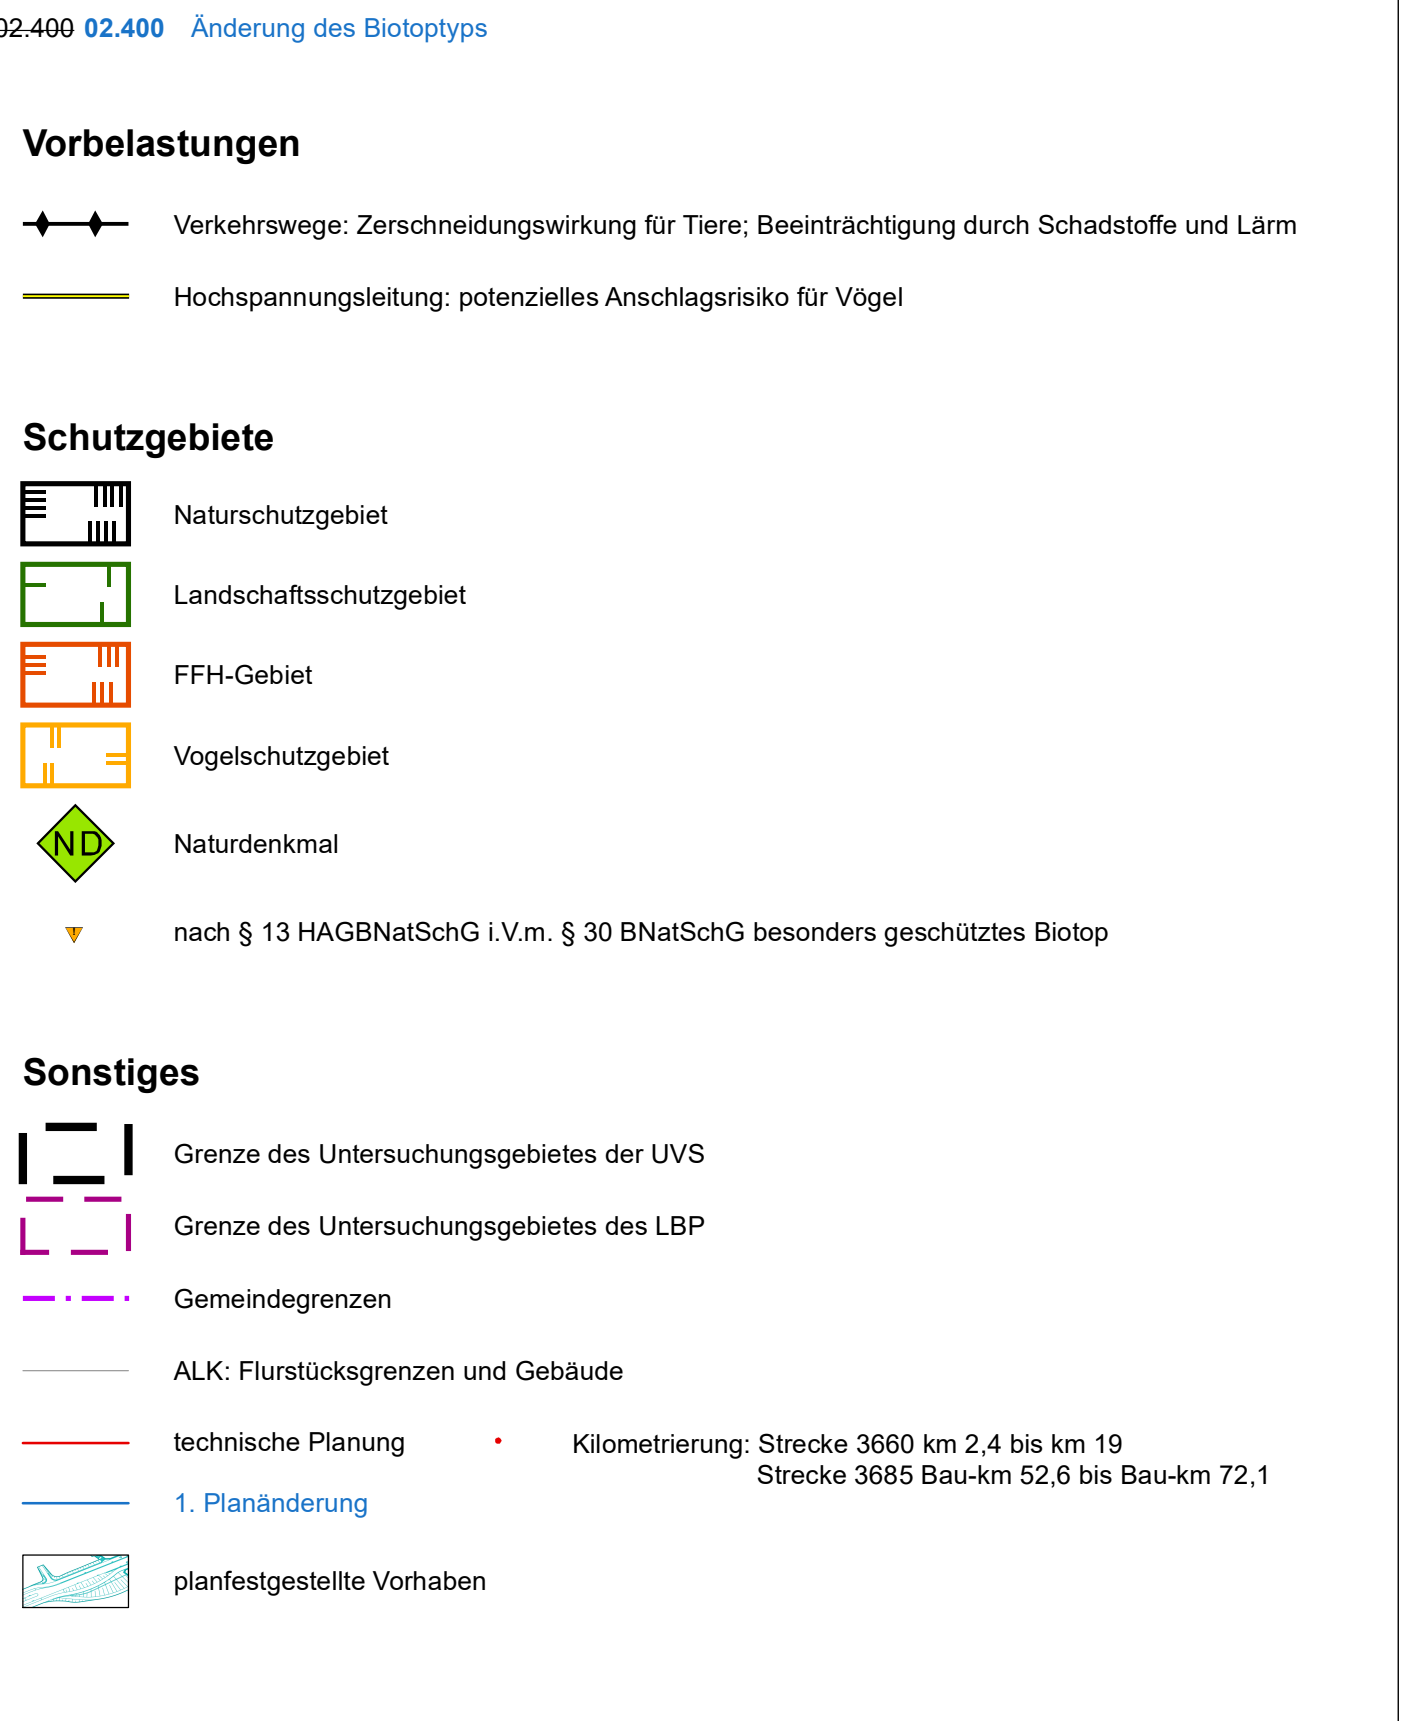 02.400 02.400 Änderung des Biotoptyps
Vorbelastungen
Verkehrswege: Zerschneidungswirkung für Tiere; Beeinträchtigung durch Schadstoffe und Lärm
Hochspannungsleitung: potenzielles Anschlagsrisiko für Vögel
Schutzgebiete
Naturschutzgebiet
Landschaftsschutzgebiet
FFH-Gebiet
Vogelschutzgebiet
ND Naturdenkmal
! nach § 13 HAGBNatSchG i.V.m. § 30 BNatSchG besonders geschütztes Biotop
Sonstiges
Grenze des Untersuchungsgebietes der UVS
Grenze des Untersuchungsgebietes des LBP
Gemeindegrenzen
ALK: Flurstücksgrenzen und Gebäude
technische Planung Kilometrierung: Strecke 3660 km 2,4 bis km 19
Strecke 3685 Bau-km 52,6 bis Bau-km 72,1
1. Planänderung
planfestgestellte Vorhaben